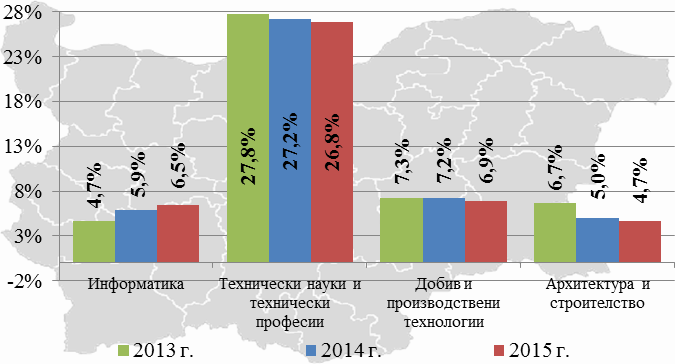 28%
23%
18%
13%
8%
3%
-2%
4,7%
5,9%
6,5%
27,8%
27,2%
26,8%
7,3%
7,2%
6,9%
6,7%
5,0%
4,7%
Информатика
Технически науки и
технически
професии
Добив и
производствени
технологии
Архитектура и
строителство
2013 г.
2014 г.
2015 г.